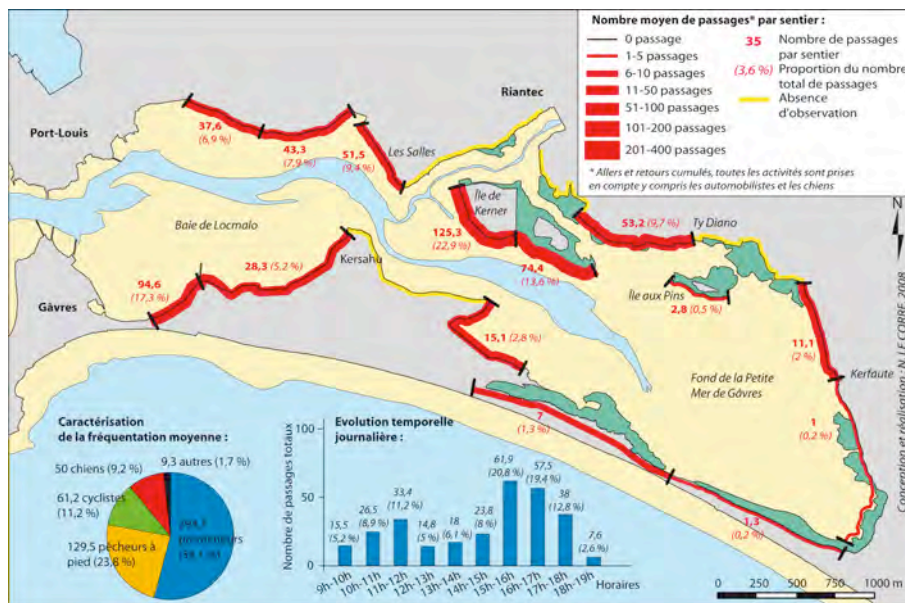 Nombre moyen de passages* par sentier :
0 passage
1-5 passages
6-10 passages
11-50 passages
51-100 passages
101-200 passages
201-400 passages
35
Nombre de passages
par sentier
(3,6 %)
Proportion du nombre
total de passages
Absence
d'observation
* Allers et retours cumulés, toutes les activités sont prises
en compte y compris les automobilistes et les chiens
Riantec
Port-Louis
37,6
(6,9 %)
43,3
(7,9 %)
51,5
(9,4 %)
Les Salles
Île de
Kerner
125,3
(22,9 %)
74,4
(13,6 %)
53,2 (9,7 %)
Ty Diano
N
Baie de Locmalo
Kersahu
28,3 (5,2 %)
94,6
(17,3 %)
Gâvres
Île aux Pins
2,8 (0,5 %)
15,1 (2,8 %)
11,1
(2 %)
Kerfaute
Fond de la Petite
Mer de Gâvres
1
(0,2 %)
7
(1,3 %)
1,3
(0,2 %)
Conception et réalisation : N. LE CORRE, 2008
Caractérisation
de la fréquentation moyenne :
50 chiens (9,2 %)
9,3 autres (1,7 %)
61,2 cyclistes
(11,2 %)
129,5 pêcheurs à
pied (23,8 %)
Evolution temporelle
journalière :
Nombre de passages totaux
100
50
0
15,5
(5,2 %)
26,5
(8,9 %)
33,4
(11,2 %)
14,8
(5 %)
18
(6,1 %)
23,8
(8 %)
61,9
(20,8 %)
57,5
(19,4 %)
38
(12,8 %)
7,6
(2,6 %)
9h-10h
10h-11h
11h-12h
12h-13h
13h-14h
14h-15h
15h-16h
16h-17h
17h-18h
18h-19h
Horaires
0 250 500 750 1000 m